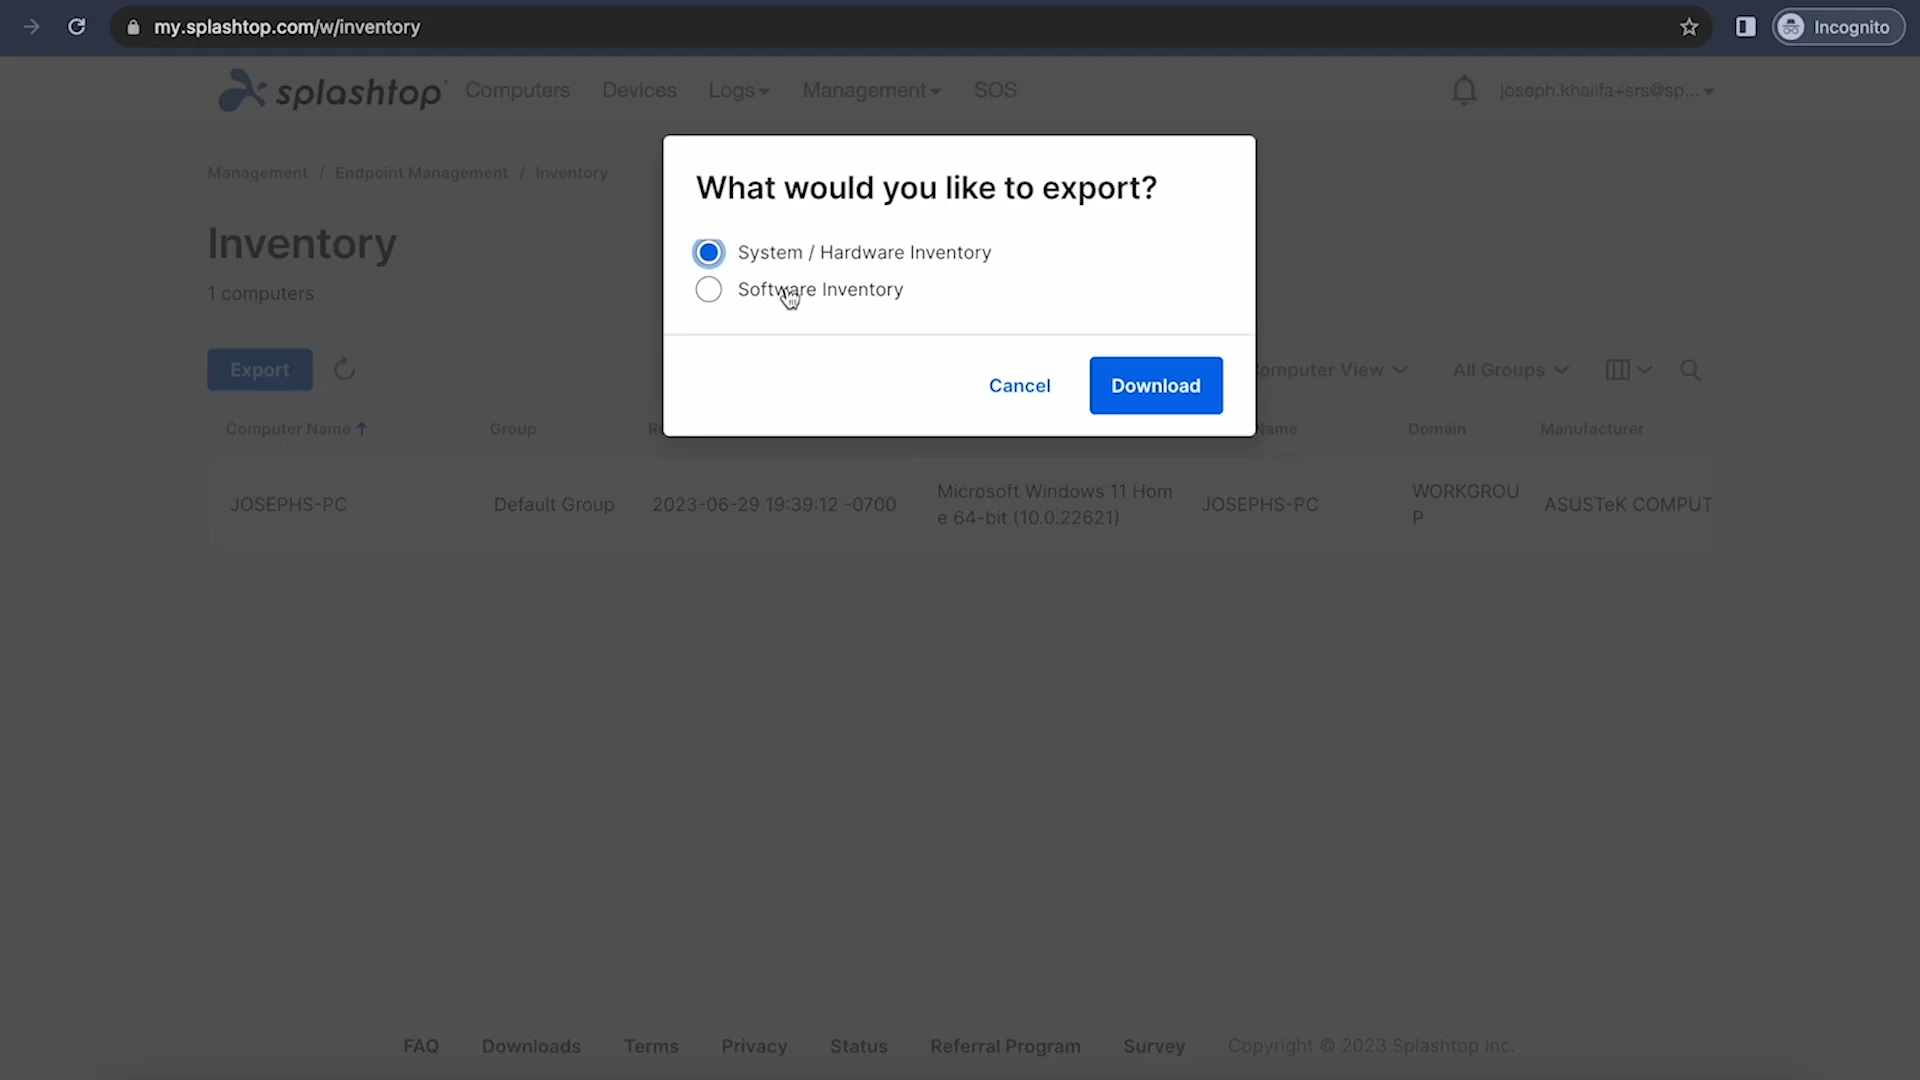 my.splashtop.com/w/inventory
Incognito
splashtop
Computers
Devices
Logs
Management
SOS
joseph.khalifa+srs@sp...
Management / Endpoint Management / Inventory
What would you like to export?
System / Hardware Inventory
Software Inventory
Cancel
Download
Inventory
1 computers
Export
omputer View
All Groups
Computer Name
Group
R
Name
Domain
Manufacturer
JOSEPHS-PC
Default Group
2023-06-29 19:39:12 -0700
Microsoft Windows 11 Hom
e 64-bit (10.0.22621)
JOSEPHS-PC
WORKGROU
P
ASUSTeK COMPUT
FAQ
Downloads
Terms
Privacy
Status
Referral Program
Survey
Copyright © 2023 Splashtop Inc.